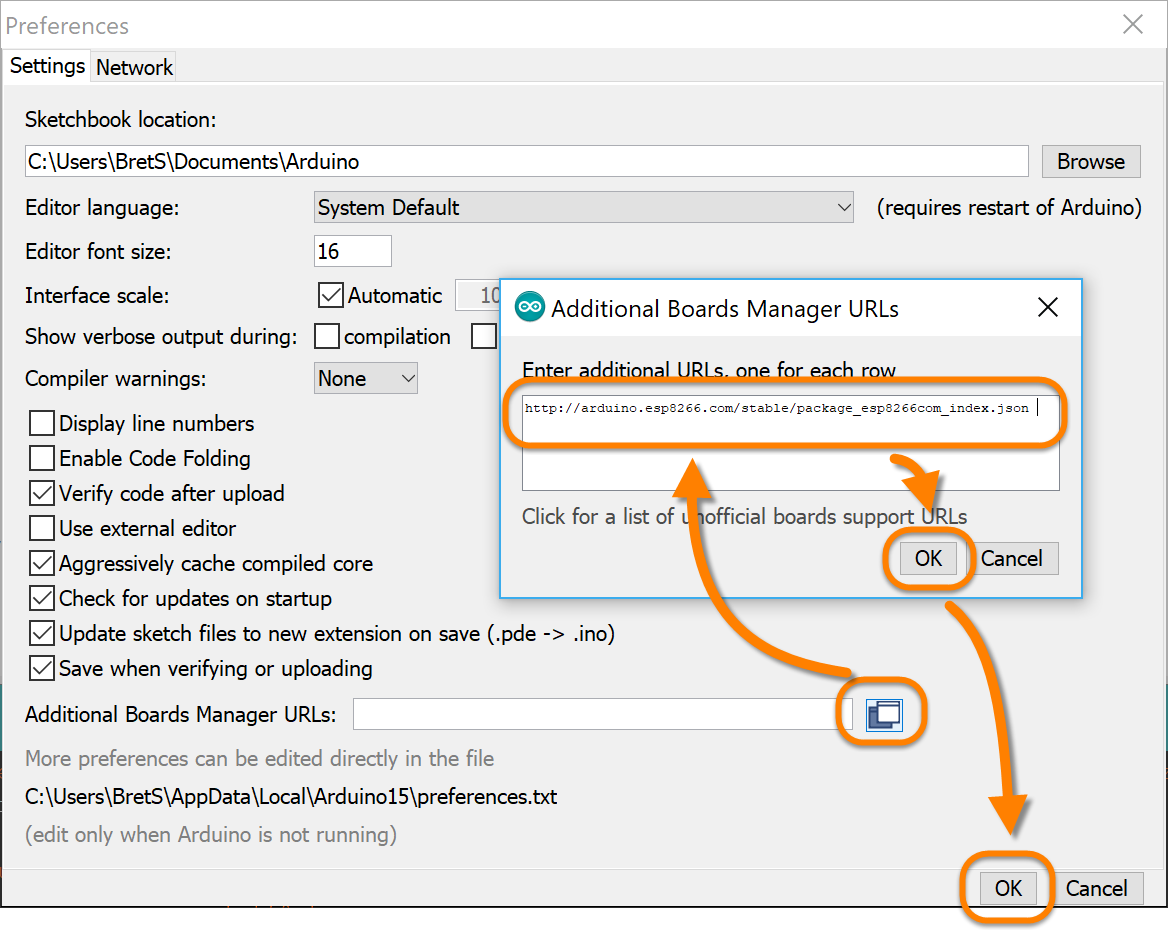 Preferences
Settings Network
Sketchbook location:
C:\Users\BretS\Documents\Arduino Browse
Editor language: System Default (requires restart of Arduino)
Editor font size: 16
Interface scale: Automatic 10
Show verbose output during: compilation
Compiler warnings: None
Display line numbers
Enable Code Folding
Verify code after upload
Use external editor
Aggressively cache compiled core
Check for updates on startup
Update sketch files to new extension on save (.pde -> .ino)
Save when verifying or uploading
Additional Boards Manager URLs:
More preferences can be edited directly in the file
C:\Users\BretS\AppData\Local\Arduino15\preferences.txt
(edit only when Arduino is not running)
OK Cancel
Additional Boards Manager URLs
Enter additional URLs, one for each row
http://arduino.esp8266.com/stable/package_esp8266com_index.json
Click for a list of unofficial boards support URLs
OK Cancel